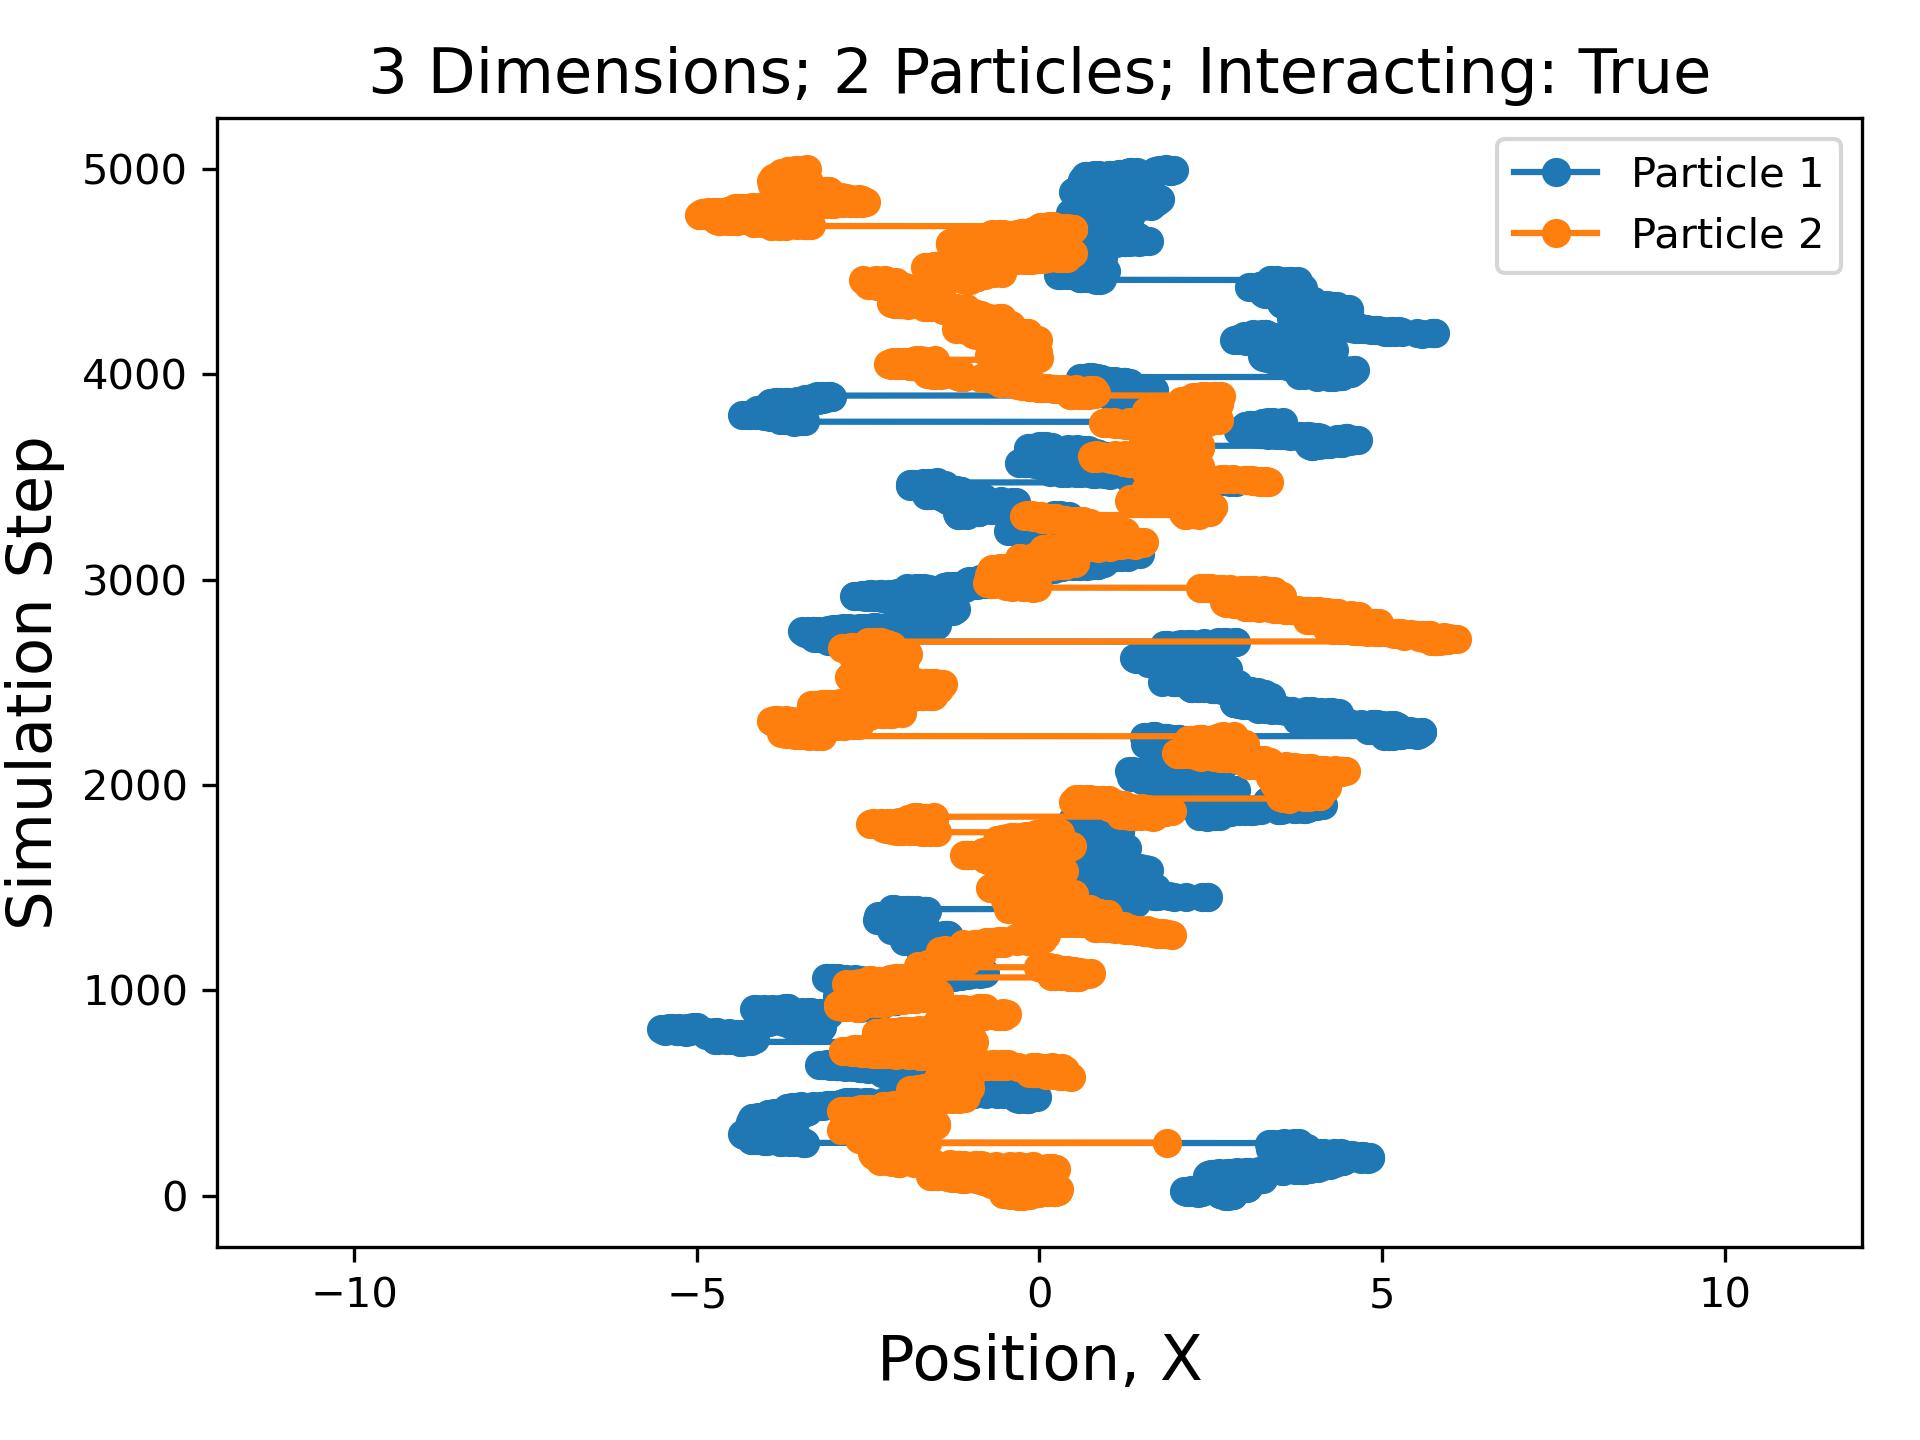 3 Dimensions; 2 Particles; Interacting: True
Particle 1
Particle 2
Simulation Step
5000
4000
3000
2000
1000
0
−10
−5
0
5
10
Position, X